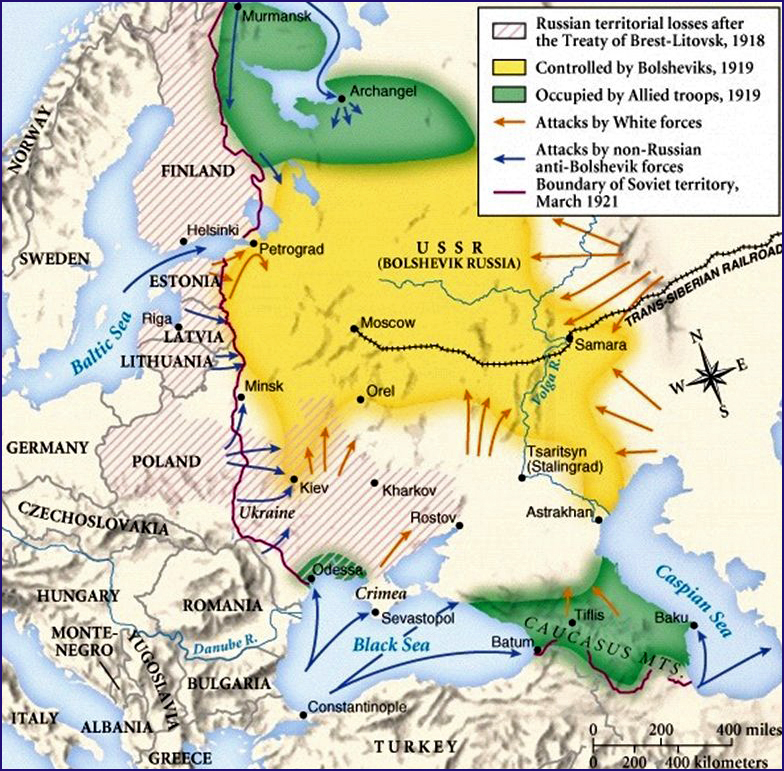 Murmansk
Archangel
Russian territorial losses after
the Treaty of Brest-Litovsk, 1918
Controlled by Bolsheviks, 1919
Occupied by Allied troops, 1919
Attacks by White forces
Attacks by non-Russian
anti-Bolshevik forces
Boundary of Soviet territory,
March 1921
NORWAY
FINLAND
Helsinki
Petrograd
SWEDEN
U S S R
(BOLSHEVIK RUSSIA)
TRANS-SIBERIAN RAILROAD
ESTONIA
Baltic Sea
Riga
LATVIA
Moscow
Samara
LITHUANIA
N
W
E
S
Volga R.
Minsk
Orel
GERMANY
POLAND
Tsaritsyn
(Stalingrad)
Kiev
Kharkov
Ukraine
Rostov
Astrakhan
CZECHOSLOVAKIA
Odessa
Caspian Sea
HUNGARY
ROMANIA
Crimea
Sevastopol
Tiflis
Baku
CAUCASUS MTS.
MONTE-
NEGRO
YUGOSLAVIA
Danube R.
Black Sea
Batum
BULGARIA
Constantinople
ITALY
ALBANIA
GREECE
TURKEY
0 200 400 miles
0 200 400 kilometers